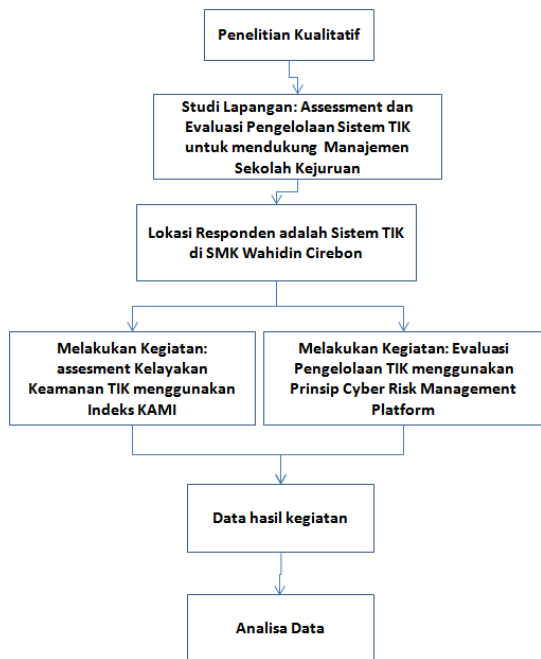 Penelitian Kualitatif
Studi Lapangan: Assessment dan
Evaluasi Pengelolaan Sistem TIK
untuk mendukung Manajemen
Sekolah Kejuruan
Lokasi Responden adalah Sistem TIK
di SMK Wahidin Cirebon
Melakukan Kegiatan:
assesment Kelayakan
Keamanan TIK menggunakan
Indeks KAMI
Melakukan Kegiatan: Evaluasi
Pengelolaan TIK menggunakan
Prinsip Cyber Risk Management
Platform
Data hasil kegiatan
Analisa Data